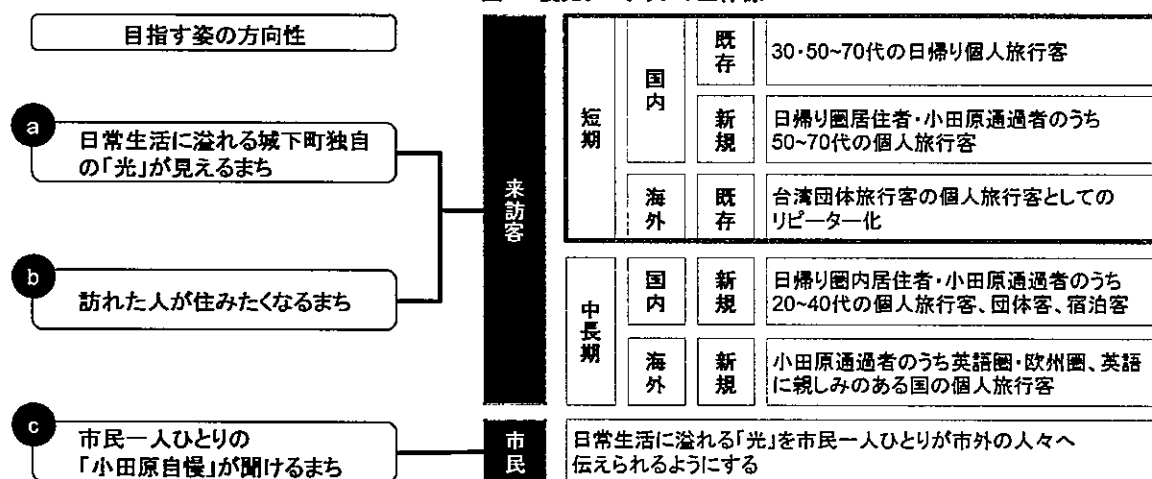 目指す姿の方向性
a
日常生活に溢れる城下町独自
の「光」が見えるまち
b
訪れた人が住みたくなるまち
c
市民一人ひとりの
「小田原自慢」が聞けるまち
来訪客
短期
国内
既存
30・50~70代の日帰り個人旅行客
新規
日帰り圏居住者・小田原通過者のうち
50~70代の個人旅行客
海外
既存
台湾団体旅行客の個人旅行客としての
リピーター化
中長期
国内
新規
日帰り圏内居住者・小田原通過者のうち
20~40代の個人旅行客、団体客、宿泊客
海外
新規
小田原通過者のうち英語圏・欧州圏、英語
に親しみのある国の個人旅行客
市民
日常生活に溢れる「光」を市民一人ひとりが市外の人々へ
伝えられるようにする